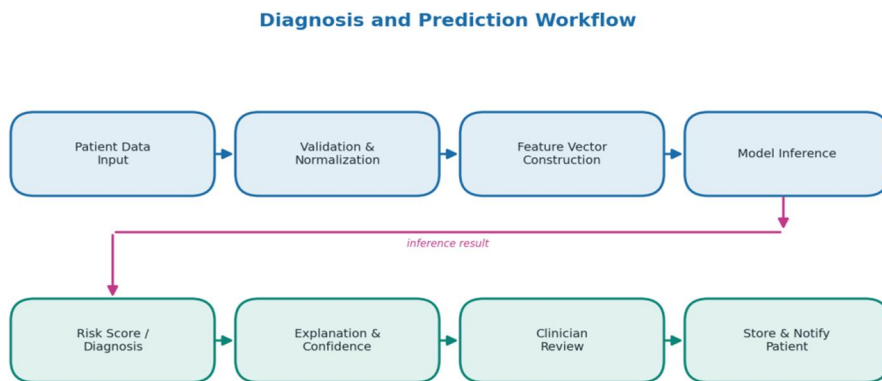 Diagnosis and Prediction Workflow
Patient Data
Input
Validation &
Normalization
Feature Vector
Construction
Model Inference
inference result
Risk Score /
Diagnosis
Explanation &
Confidence
Clinician
Review
Store & Notify
Patient